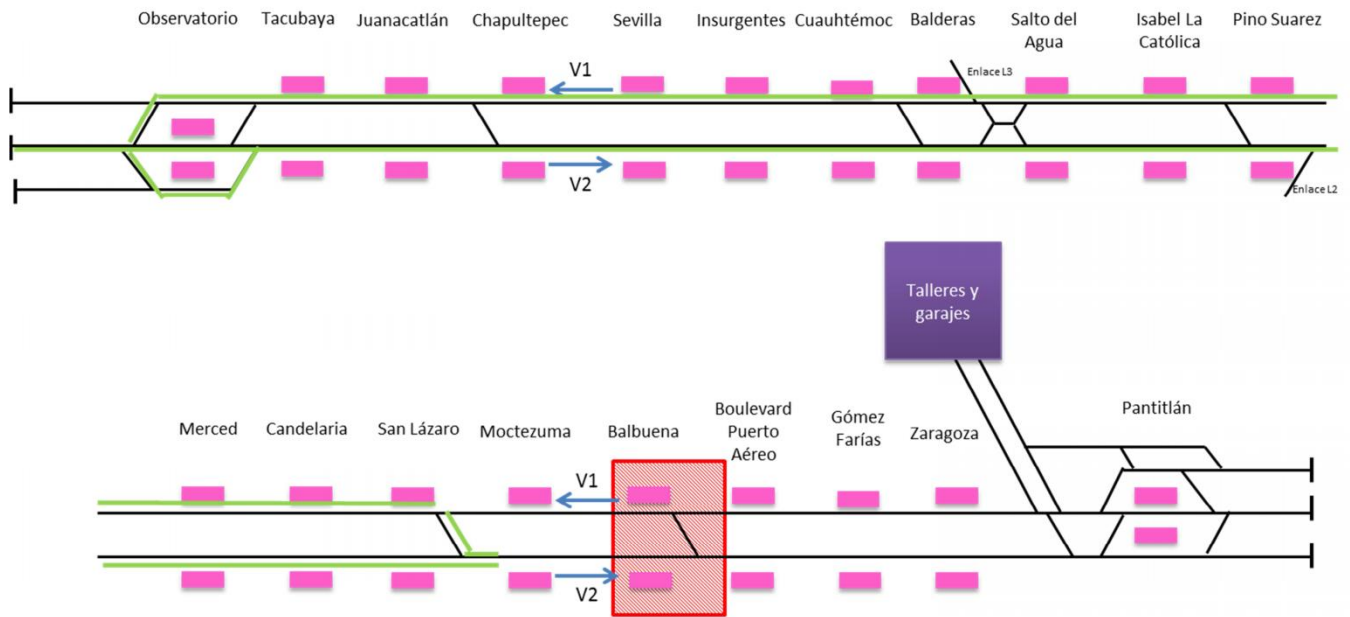 Observatorio
Tacubaya
Juanacatlán
Chapultepec
Sevilla
Insurgentes
Cuauhtémoc
Balderas
Salto del
Agua
Isabel La
Católica
Pino Suarez
V1
Enlace L3
V2
Enlace L2
Talleres y
garajes
Merced
Candelaria
San Lázaro
Moctezuma
Balbuena
Boulevard
Puerto
Aéreo
Gómez
Farías
Zaragoza
Pantitlán
V1
V2